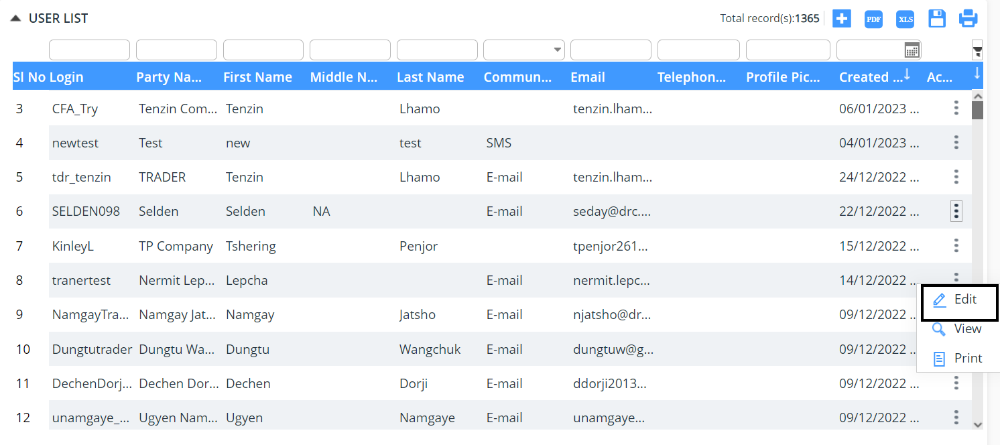 USER LIST Total record(s):1365 PDF XLS
Sl No Login Party Na... First Name Middle N... Last Name Commun... Email Telephon... Profile Pic... Created ... Ac...
3 CFA_Try Tenzin Com... Tenzin Lhamo tenzin.lham... 06/01/2023 ...
4 newtest Test new test SMS 04/01/2023 ...
5 tdr_tenzin TRADER Tenzin Lhamo E-mail tenzin.lham... 24/12/2022 ...
6 SELDEN098 Selden Selden NA E-mail seday@drc.... 22/12/2022 ...
7 KinleyL TP Company Tshering Penjor tpenjor261... 15/12/2022 ...
8 tranertest Nermit Lep... Lepcha E-mail nermit.lepc... 14/12/2022 ...
Edit
9 NamgayTra... Namgay Jat... Namgay Jatsho E-mail njatsho@dr... 09/12/2022 ..
View
10 Dungtutrader Dungtu Wa... Dungtu Wangchuk E-mail dungtuw@g... 09/12/2022 ..
Print
11 DechenDorj... Dechen Dor... Dechen Dorji E-mail ddorji2013... 09/12/2022 ...
12 unamgaye_... Ugyen Nam... Ugyen Namgaye E-mail unamgaye... 09/12/2022 ...